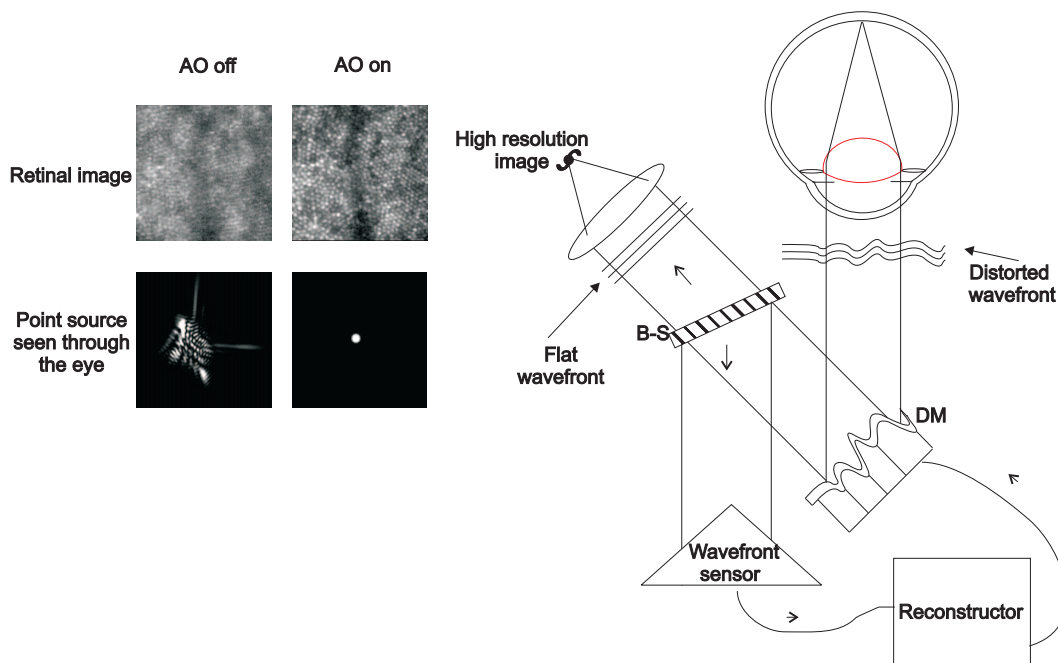 AO off
AO on
Retinal image
Point source
seen through
the eye
High resolution
image
Flat
wavefront
B-S
Distorted
wavefront
DM
Wavefront
sensor
Reconstructor